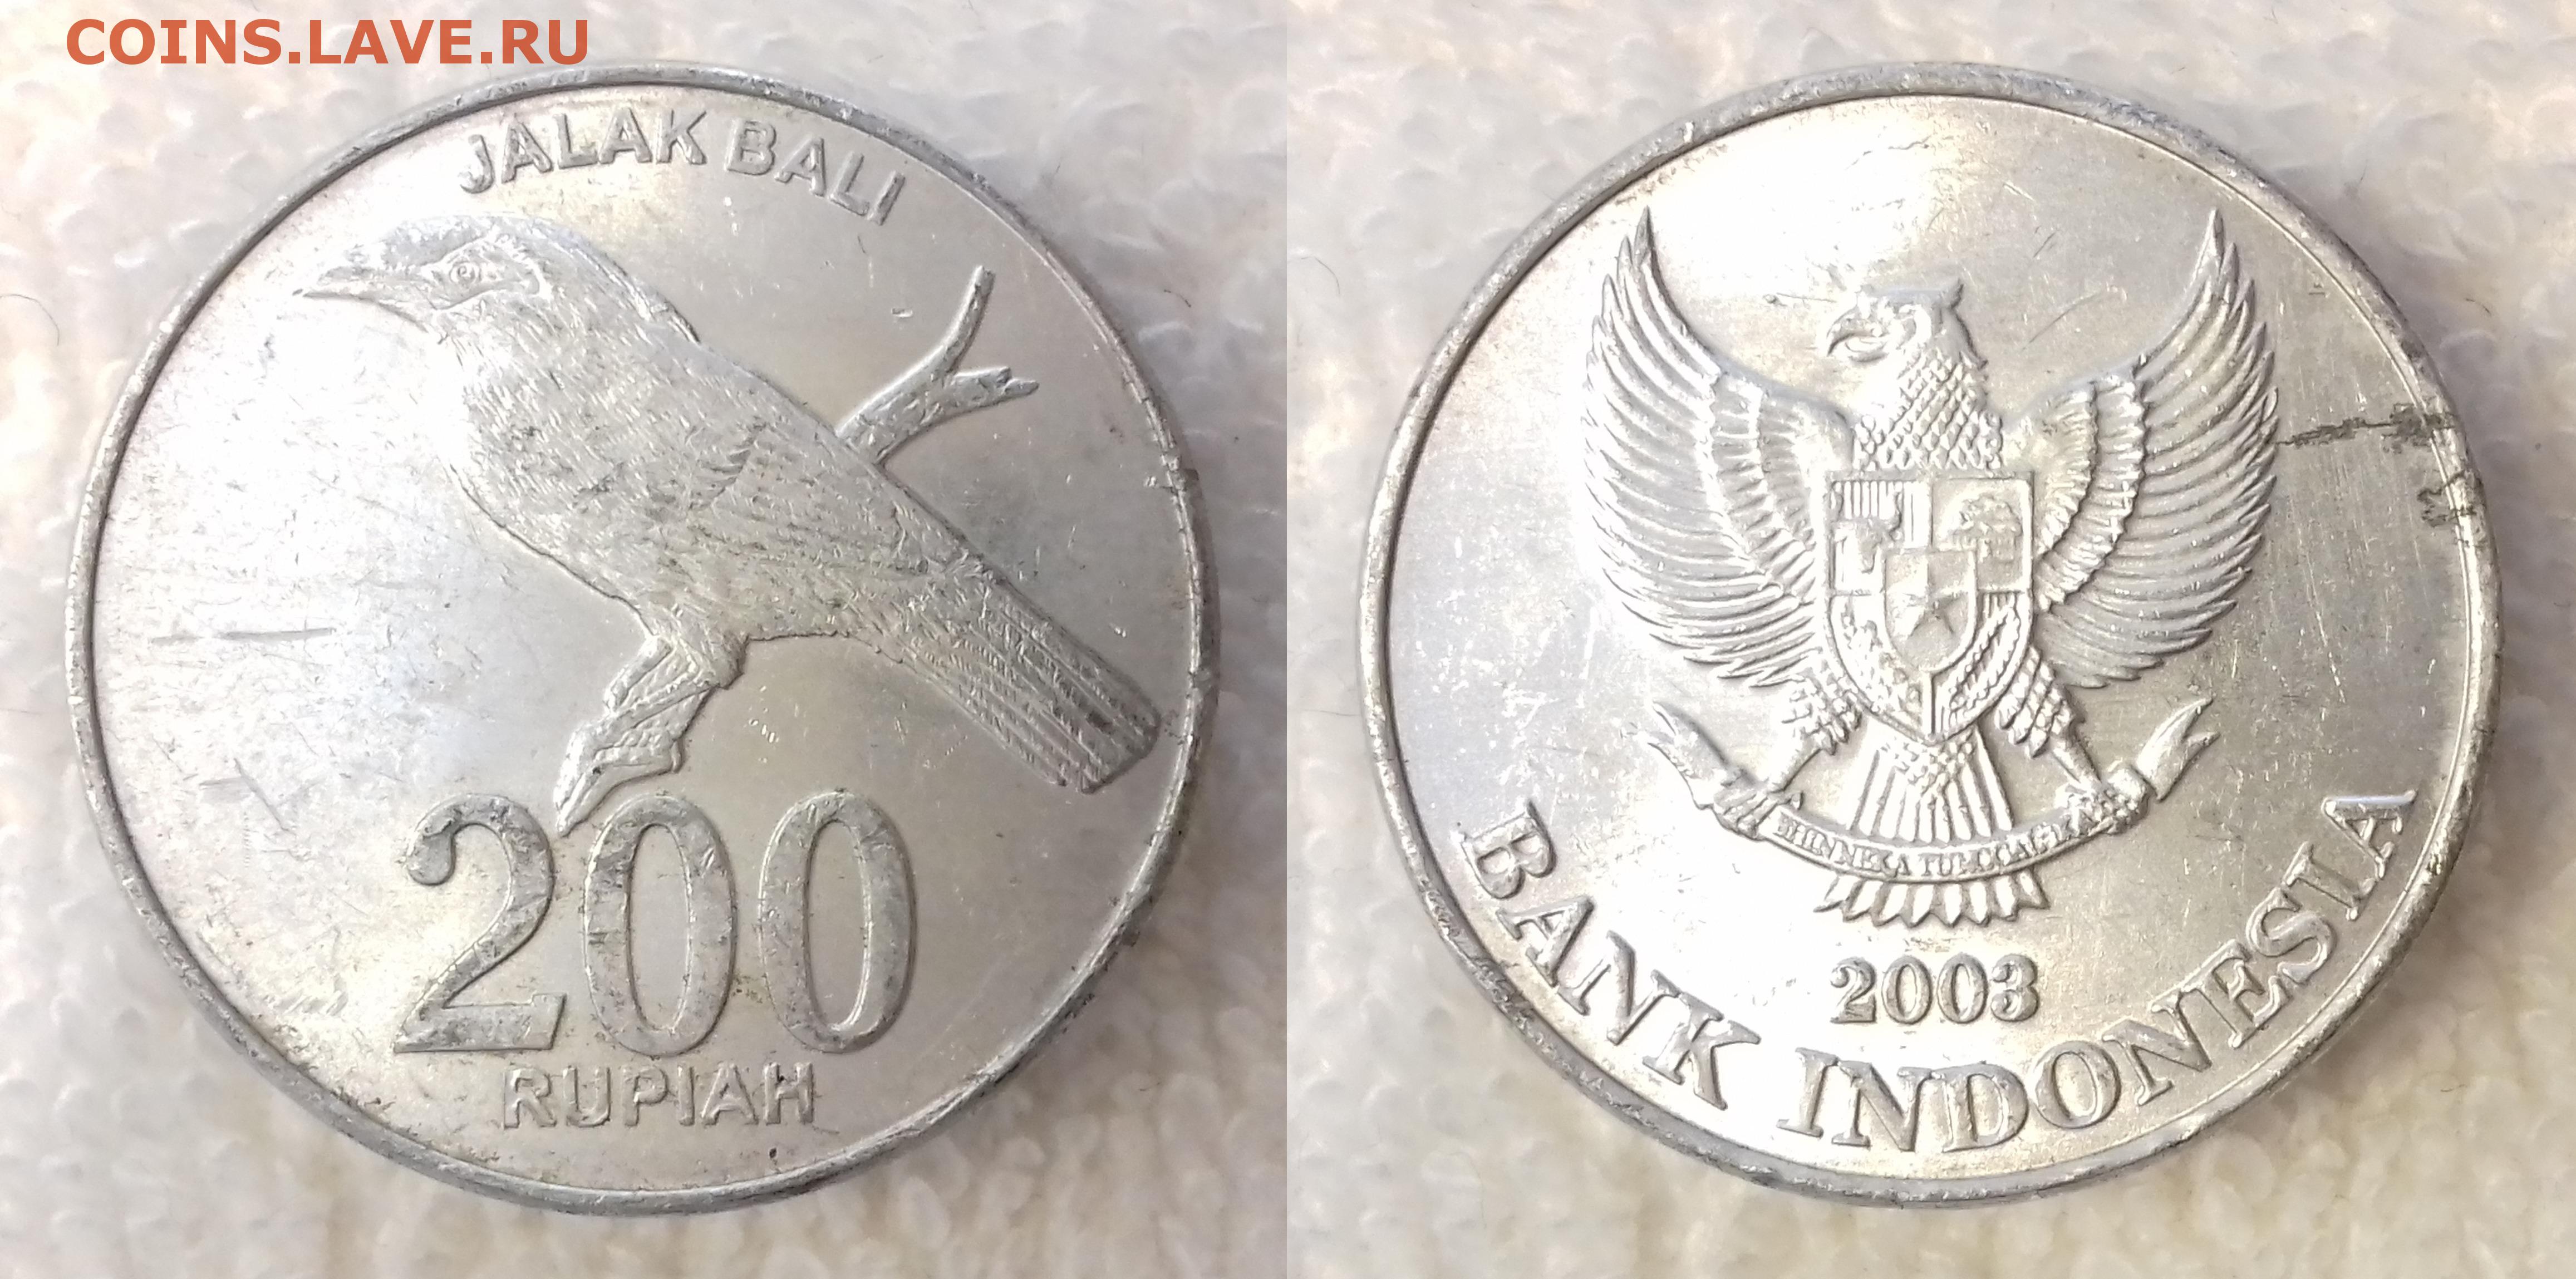 COINS.LAVE.RU
JALAK BALI
200
RUPIAH
BHINNEKA TUNGGAL IKA
2003
BANK INDONESIA